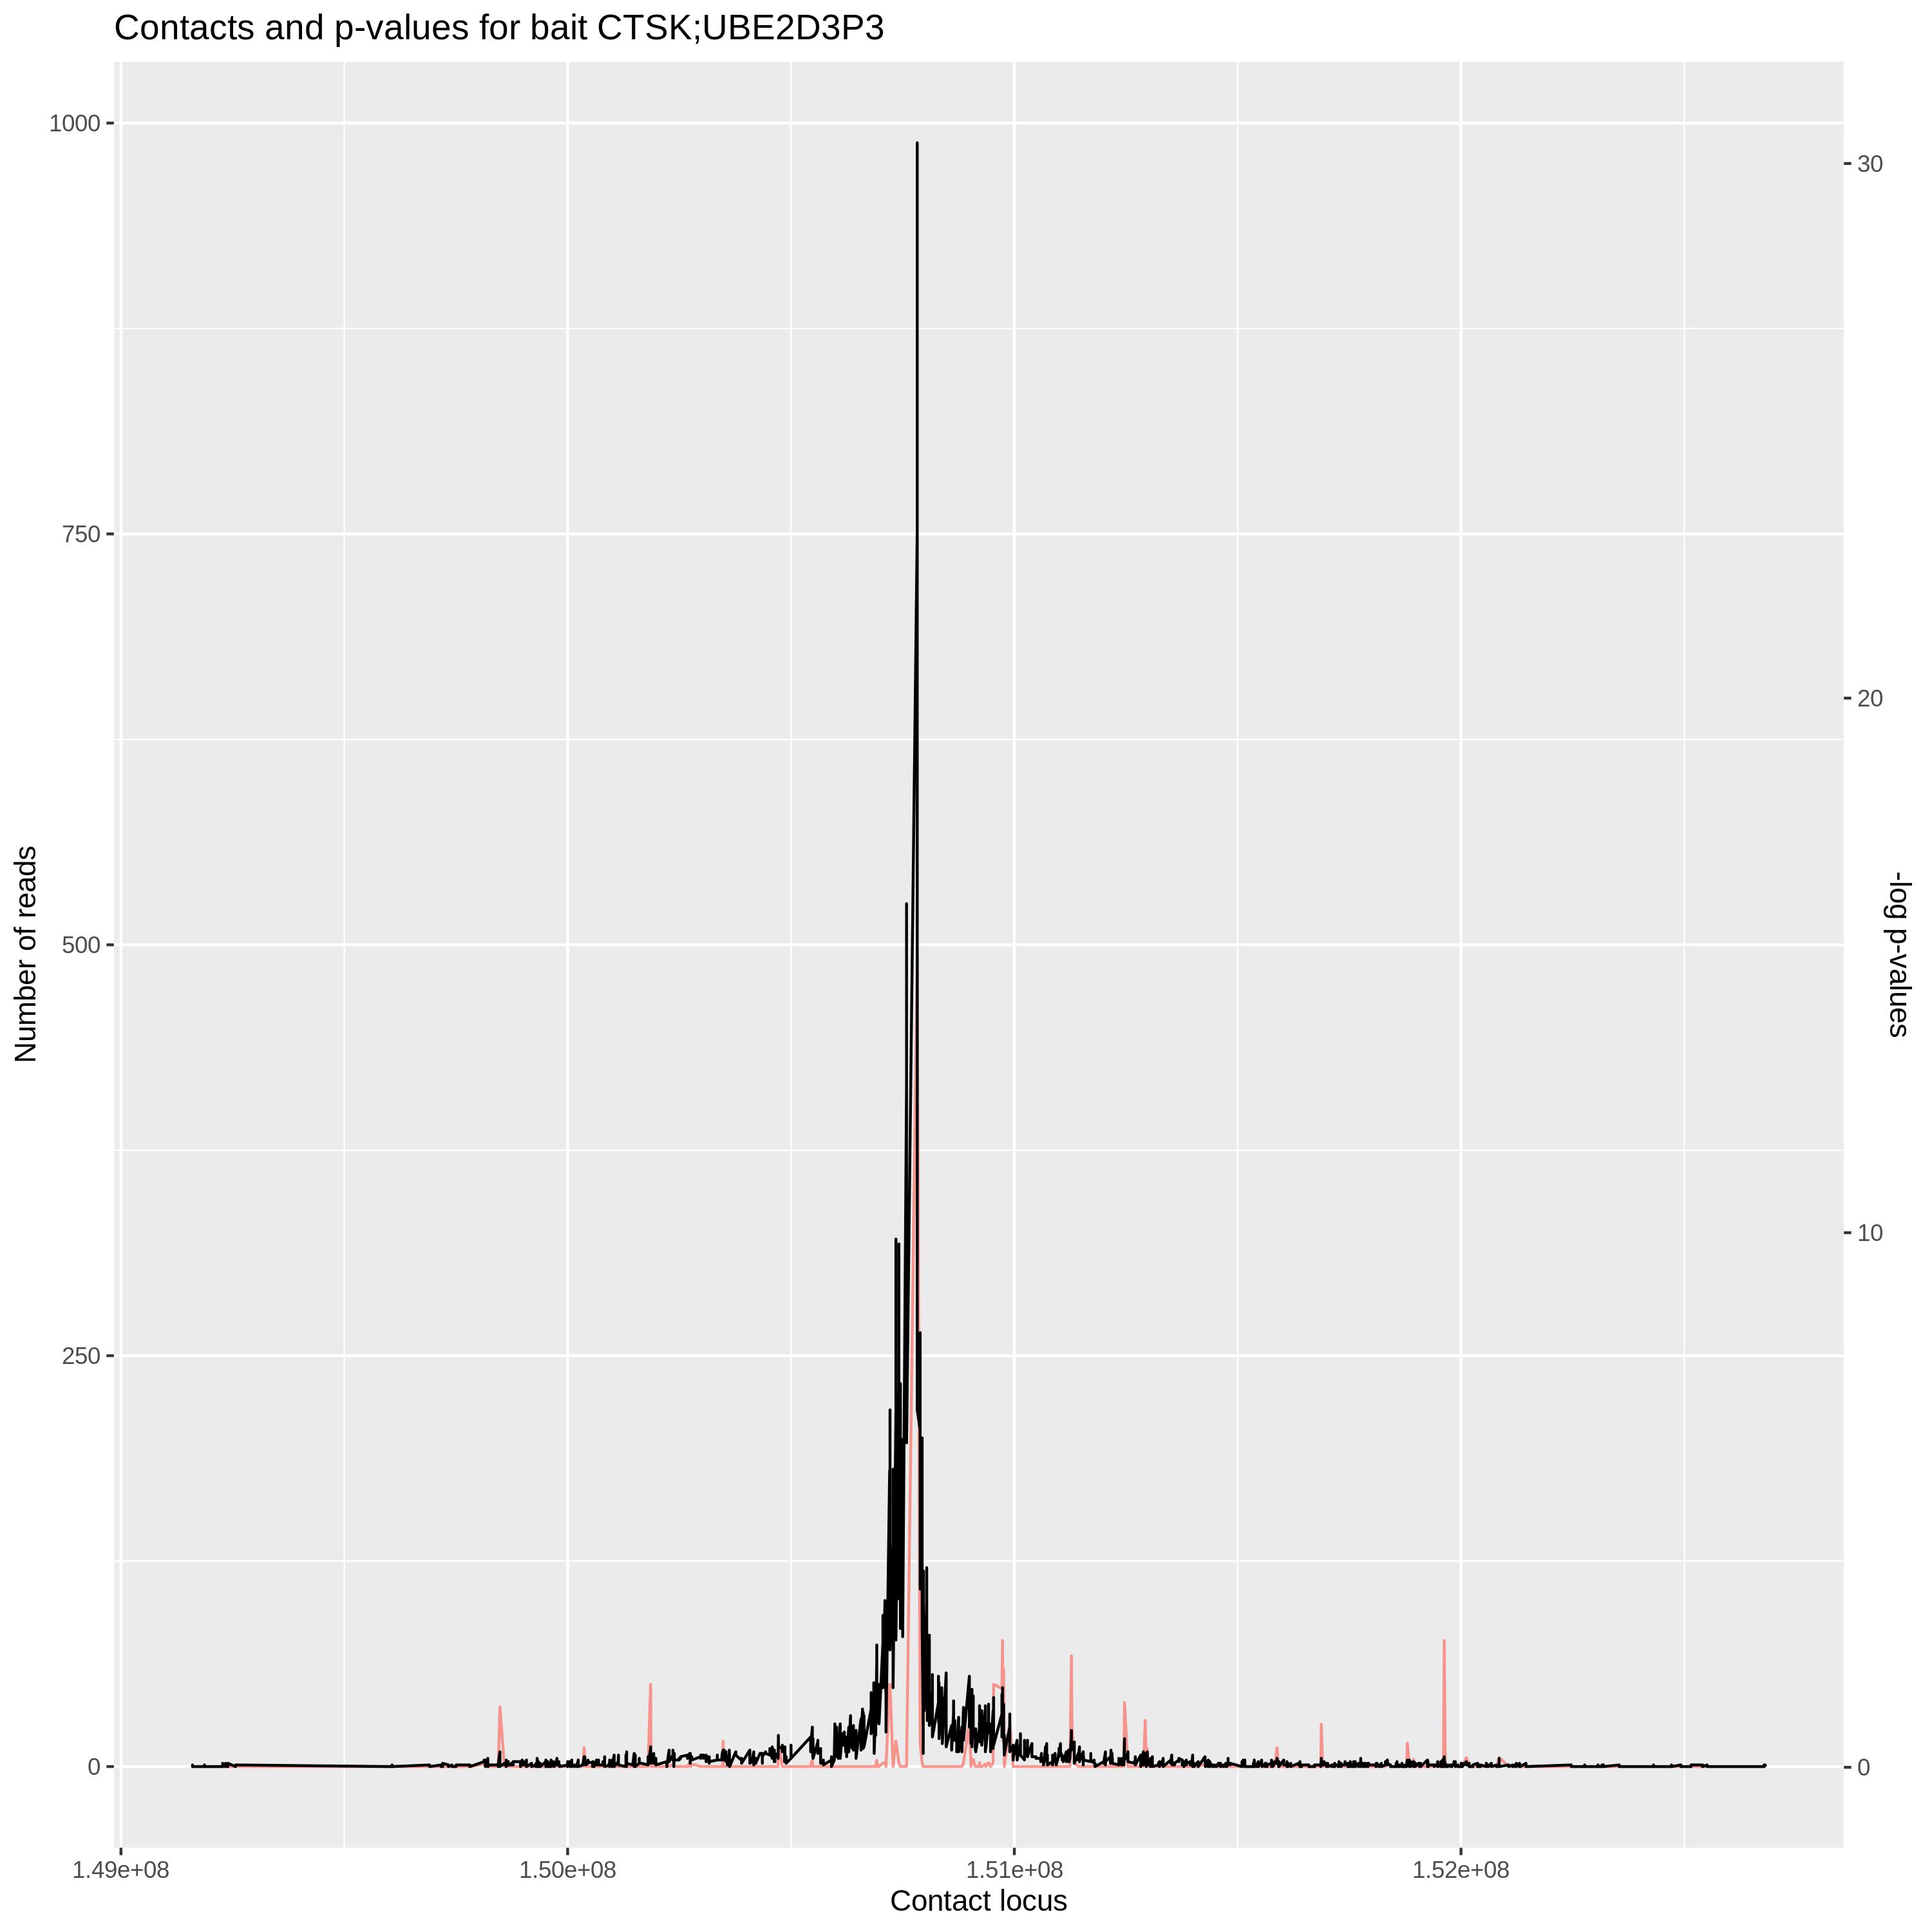 Contacts and p-values for bait CTSK;UBE2D3P3
1000
750
500
250
0
Number of reads
30
20
10
0
-log p-values
1.49e+08
1.50e+08
1.51e+08
1.52e+08
Contact locus